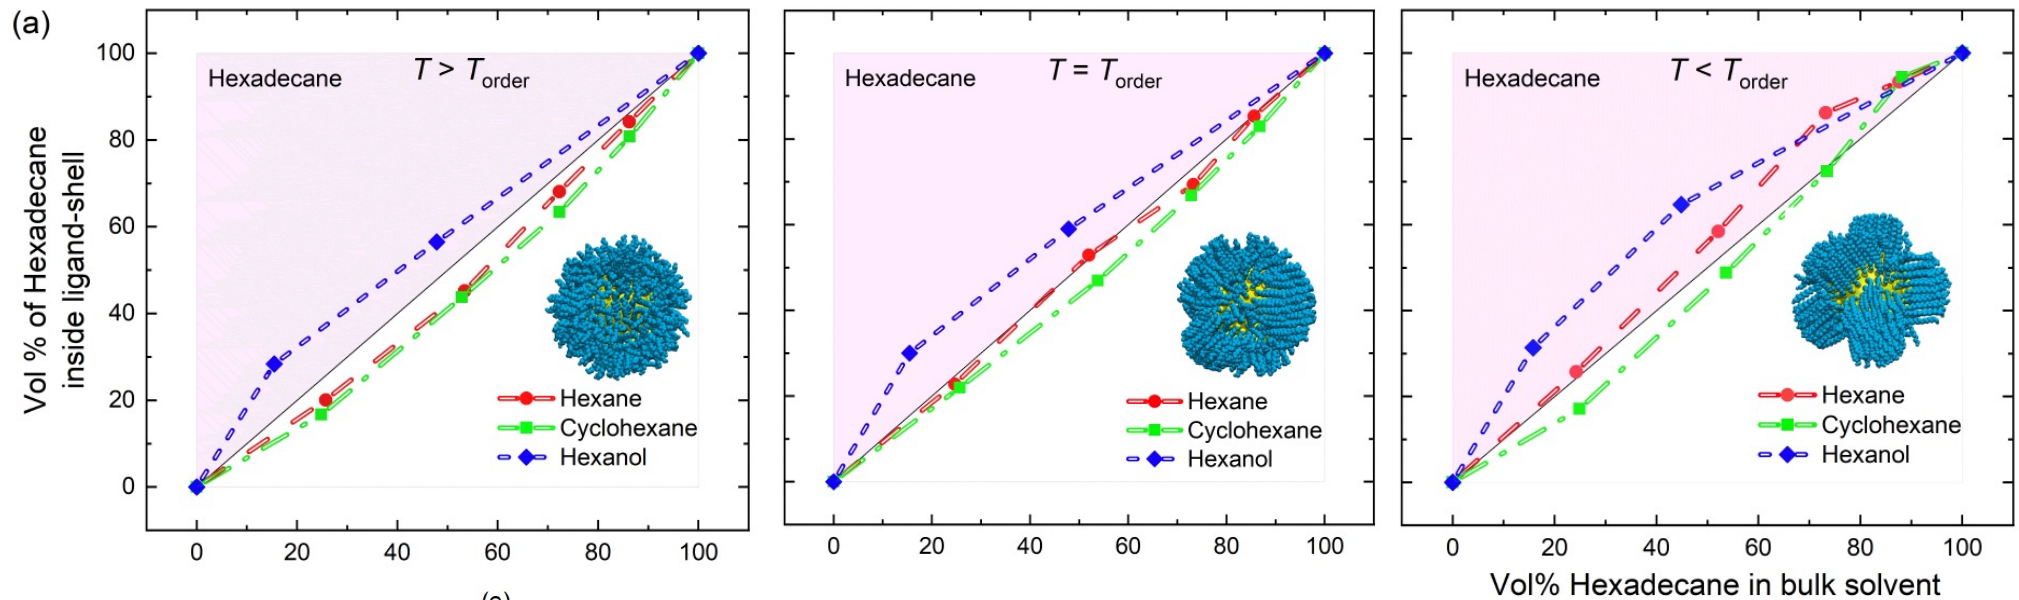 (a)
Vol % of Hexadecane
inside ligand-shell
100
80
60
40
20
0
Hexadecane
T > Torder
Hexane
Cyclohexane
Hexanol
0 20 40 60 80 100
Hexadecane
T = Torder
Hexane
Cyclohexane
Hexanol
0 20 40 60 80 100
Hexadecane
T < Torder
Hexane
Cyclohexane
Hexanol
0 20 40 60 80 100
Vol% Hexadecane in bulk solvent